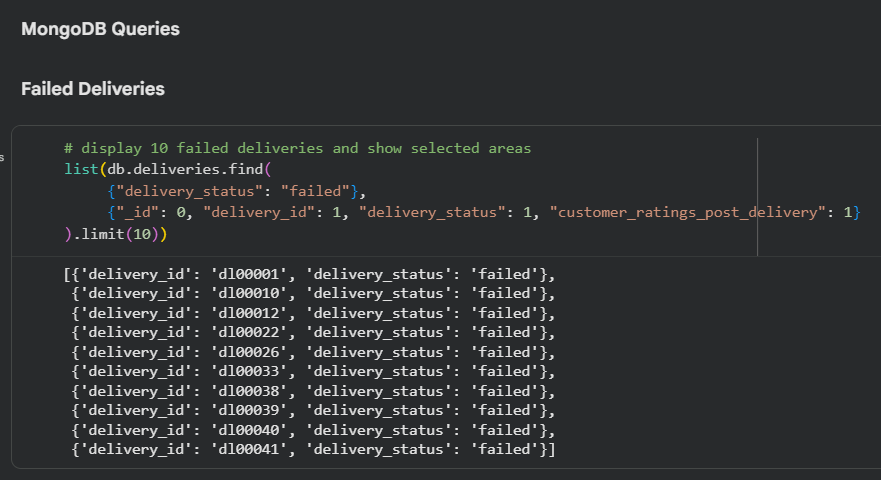 MongoDB Queries
Failed Deliveries
s
# display 10 failed deliveries and show selected areas
list(db.deliveries.find(
{"delivery_status": "failed"},
{"_id": 0, "delivery_id": 1, "delivery_status": 1, "customer_ratings_post_delivery": 1}
).limit(10))
[{'delivery_id': 'dl00001', 'delivery_status': 'failed'},
{'delivery_id': 'dl00010', 'delivery_status': 'failed'},
{'delivery_id': 'dl00012', 'delivery_status': 'failed'},
{'delivery_id': 'dl00022', 'delivery_status': 'failed'},
{'delivery_id': 'dl00026', 'delivery_status': 'failed'},
{'delivery_id': 'dl00033', 'delivery_status': 'failed'},
{'delivery_id': 'dl00038', 'delivery_status': 'failed'},
{'delivery_id': 'dl00039', 'delivery_status': 'failed'},
{'delivery_id': 'dl00040', 'delivery_status': 'failed'},
{'delivery_id': 'dl00041', 'delivery_status': 'failed'}]